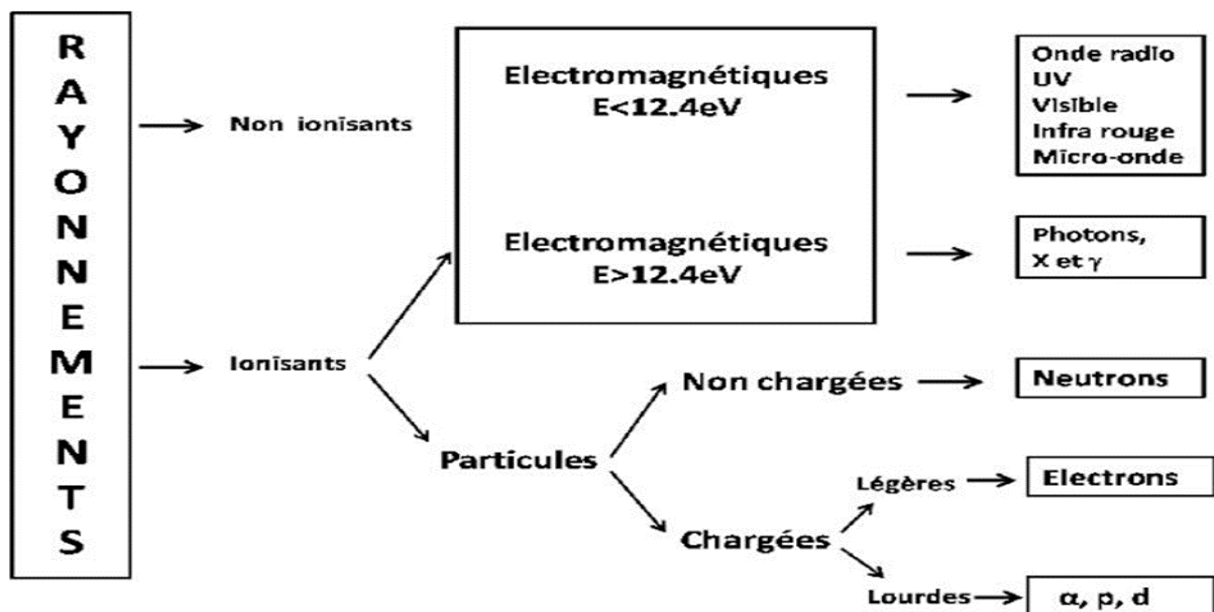 RAYONNEMENTS
Non ionisants
Electromagnétiques
E<12.4eV
Onde radio
UV
Visible
Infra rouge
Micro-onde
Ionisants
Electromagnétiques
E>12.4eV
Photons,
X et γ
Particules
Non chargées
Neutrons
Chargées
Légères
Electrons
Lourdes
α, p, d